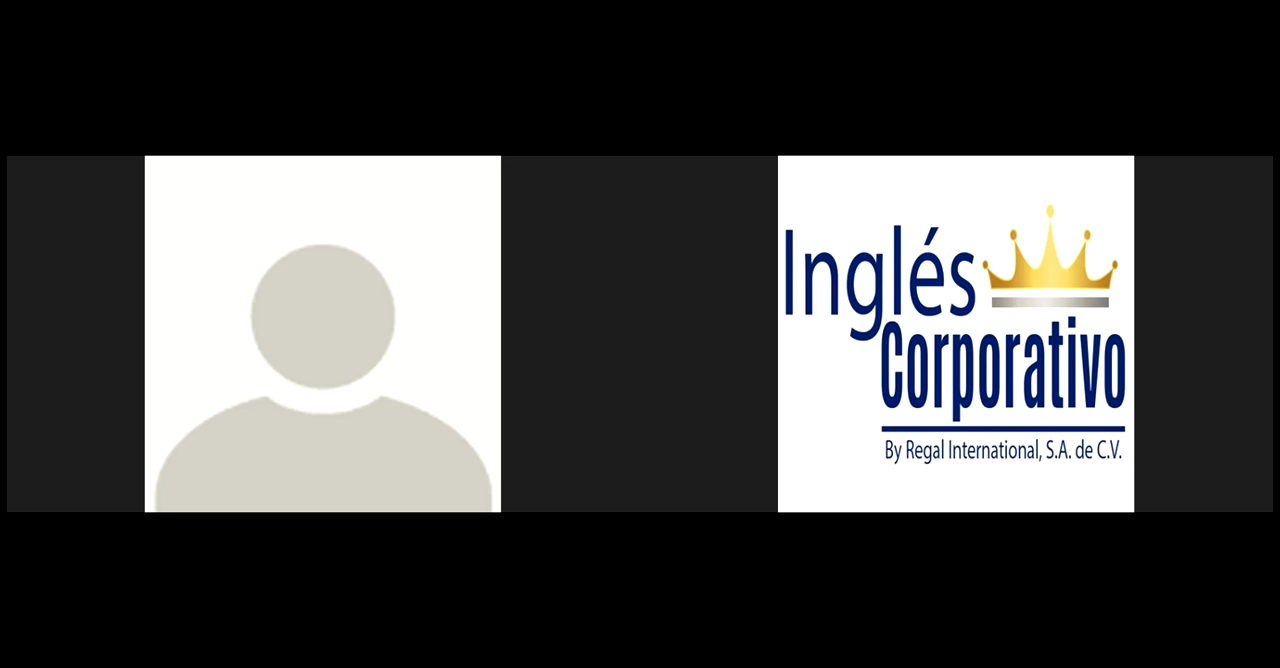 Inglés
Corporativo
By Regal International, S.A. de C.V.